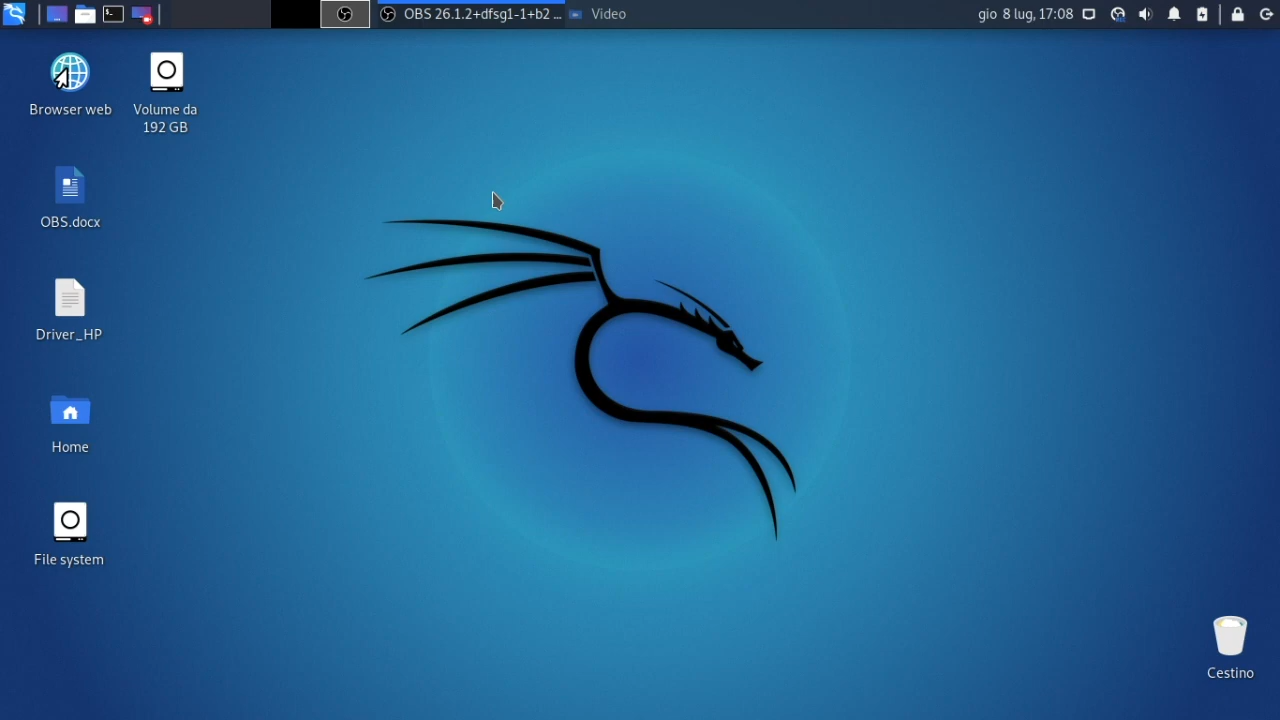 OBS 26.1.2+dfsg1-1+b2 ...
Video
gio 8 lug, 17:08
Browser web
Volume da
192 GB
OBS.docx
Driver_HP
Home
File system
Cestino